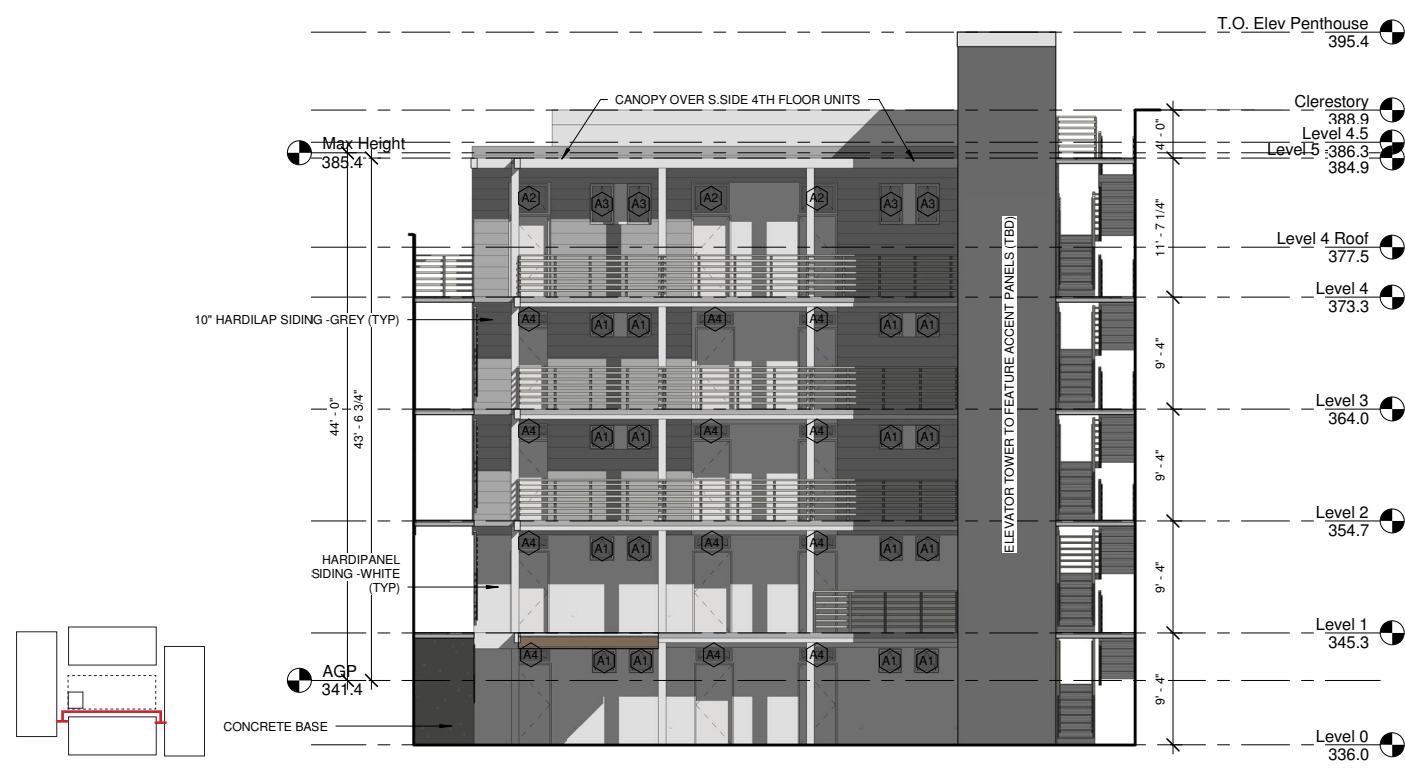 T.O. Elev Penthouse
395.4
CANOPY OVER S.SIDE 4TH FLOOR UNITS
Clerestory
388.9
Level 4.5
386.3
Level 5
384.9
Max Height
385.4
4' - 0"
A2
A3
A3
A2
A2
A3
A3
11' - 7 1/4"
Level 4 Roof
377.5
Level 4
373.3
10" HARDILAP SIDING -GREY (TYP)
A4
A1
A1
A4
A4
A1
A1
9' - 4"
ELEVATOR TOWER TO FEATURE ACCENT PANELS (TBD)
44' - 0"
43' - 6 3/4"
Level 3
364.0
A4
A1
A1
A4
A4
A1
A1
9' - 4"
Level 2
354.7
HARDIPANEL
SIDING -WHITE
(TYP)
A4
A1
A1
A4
A4
A1
A1
9' - 4"
Level 1
345.3
A4
A1
A1
A4
A4
A1
A1
9' - 4"
AGP
341.4
CONCRETE BASE
Level 0
336.0